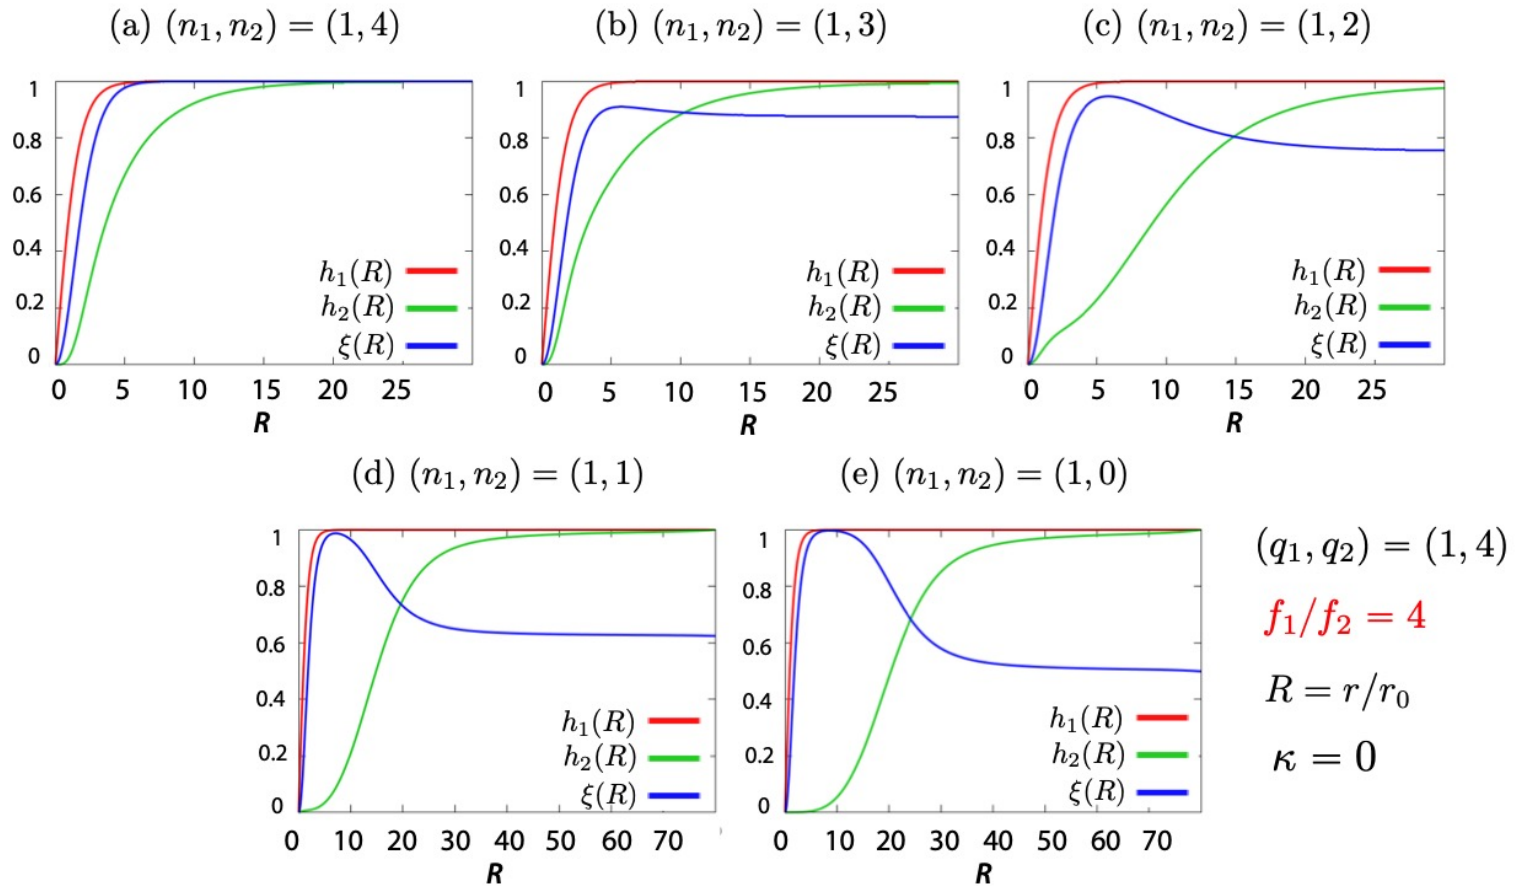 (a) (n₁, n₂) = (1, 4)
(b) (n₁, n₂) = (1, 3)
(c) (n₁, n₂) = (1, 2)
1
0.8
0.6
0.4
0.2
0
0 5 10 15 20 25
R
h₁(R)
h₂(R)
ξ(R)
1
0.8
0.6
0.4
0.2
0
0 5 10 15 20 25
R
h₁(R)
h₂(R)
ξ(R)
1
0.8
0.6
0.4
0.2
0
0 5 10 15 20 25
R
h₁(R)
h₂(R)
ξ(R)
(d) (n₁, n₂) = (1, 1)
(e) (n₁, n₂) = (1, 0)
1
0.8
0.6
0.4
0.2
0
0 10 20 30 40 50 60 70
R
h₁(R)
h₂(R)
ξ(R)
1
0.8
0.6
0.4
0.2
0
0 10 20 30 40 50 60 70
R
h₁(R)
h₂(R)
ξ(R)
(q₁, q₂) = (1, 4)
f₁/f₂ = 4
R = r/r₀
κ = 0